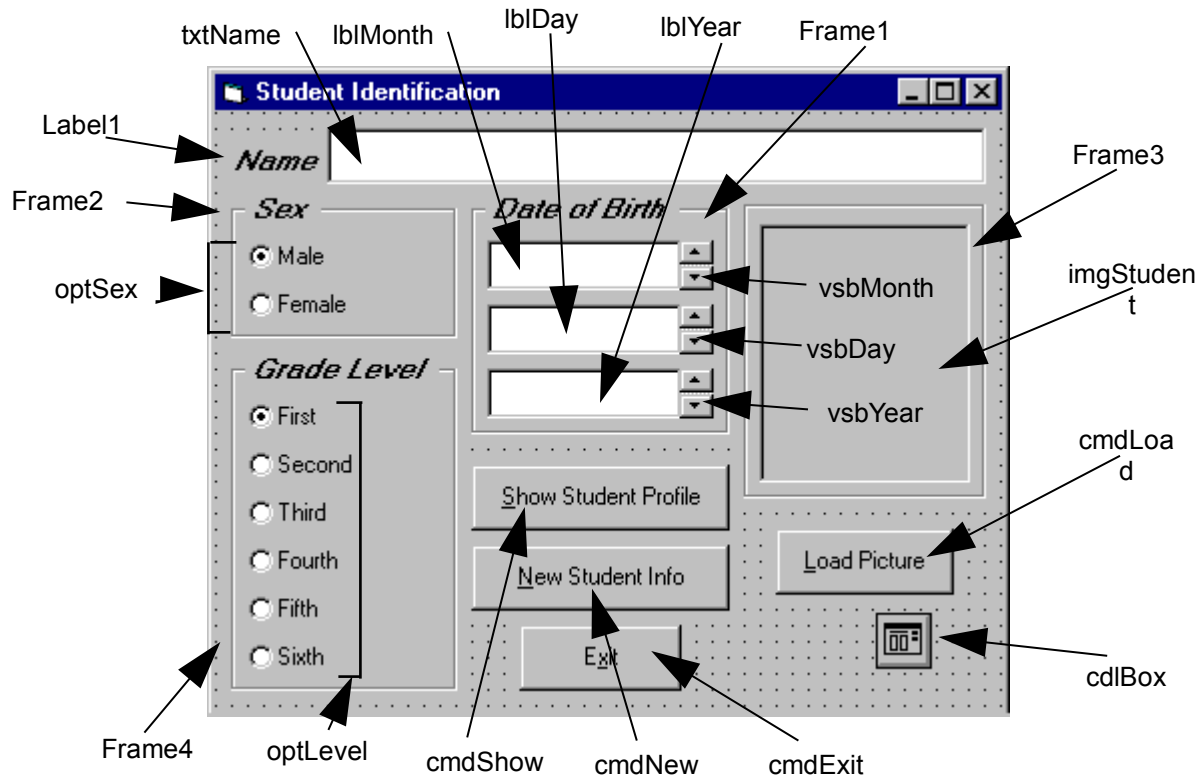 txtName
lblMonth
lblDay
lblYear
Frame1
Student Identification
Label1
Name
Frame3
Frame2
Sex
Date of Birth
Male
optSex
Female
vsbMonth
imgStuden
t
vsbDay
Grade Level
First
vsbYear
Second
cmdLoa
d
Show Student Profile
Third
Fourth
Load Picture
New Student Info
Fifth
Sixth
Exit
cdlBox
Frame4
optLevel
cmdShow
cmdNew
cmdExit